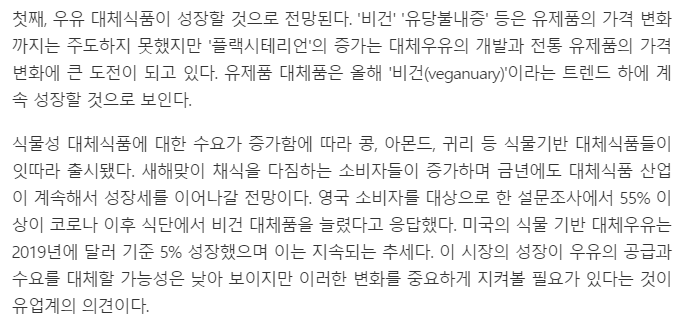 첫째, 우유 대체식품이 성장할 것으로 전망된다. '비건' '유당불내증' 등은 유제품의 가격 변화
까지는 주도하지 못했지만 '플랙시테리언'의 증가는 대체우유의 개발과 전통 유제품의 가격
변화에 큰 도전이 되고 있다. 유제품 대체품은 올해 '비건(veganuary)'이라는 트렌드 하에 계
속 성장할 것으로 보인다.
식물성 대체식품에 대한 수요가 증가함에 따라 콩, 아몬드, 귀리 등 식물기반 대체식품들이
잇따라 출시됐다. 새해맞이 채식을 다짐하는 소비자들이 증가하며 금년에도 대체식품 산업
이 계속해서 성장세를 이어나갈 전망이다. 영국 소비자를 대상으로 한 설문조사에서 55% 이
상이 코로나 이후 식단에서 비건 대체품을 늘렸다고 응답했다. 미국의 식물 기반 대체우유는
2019년에 달러 기준 5% 성장했으며 이는 지속되는 추세다. 이 시장의 성장이 우유의 공급과
수요를 대체할 가능성은 낮아 보이지만 이러한 변화를 중요하게 지켜볼 필요가 있다는 것이
유업계의 의견이다.